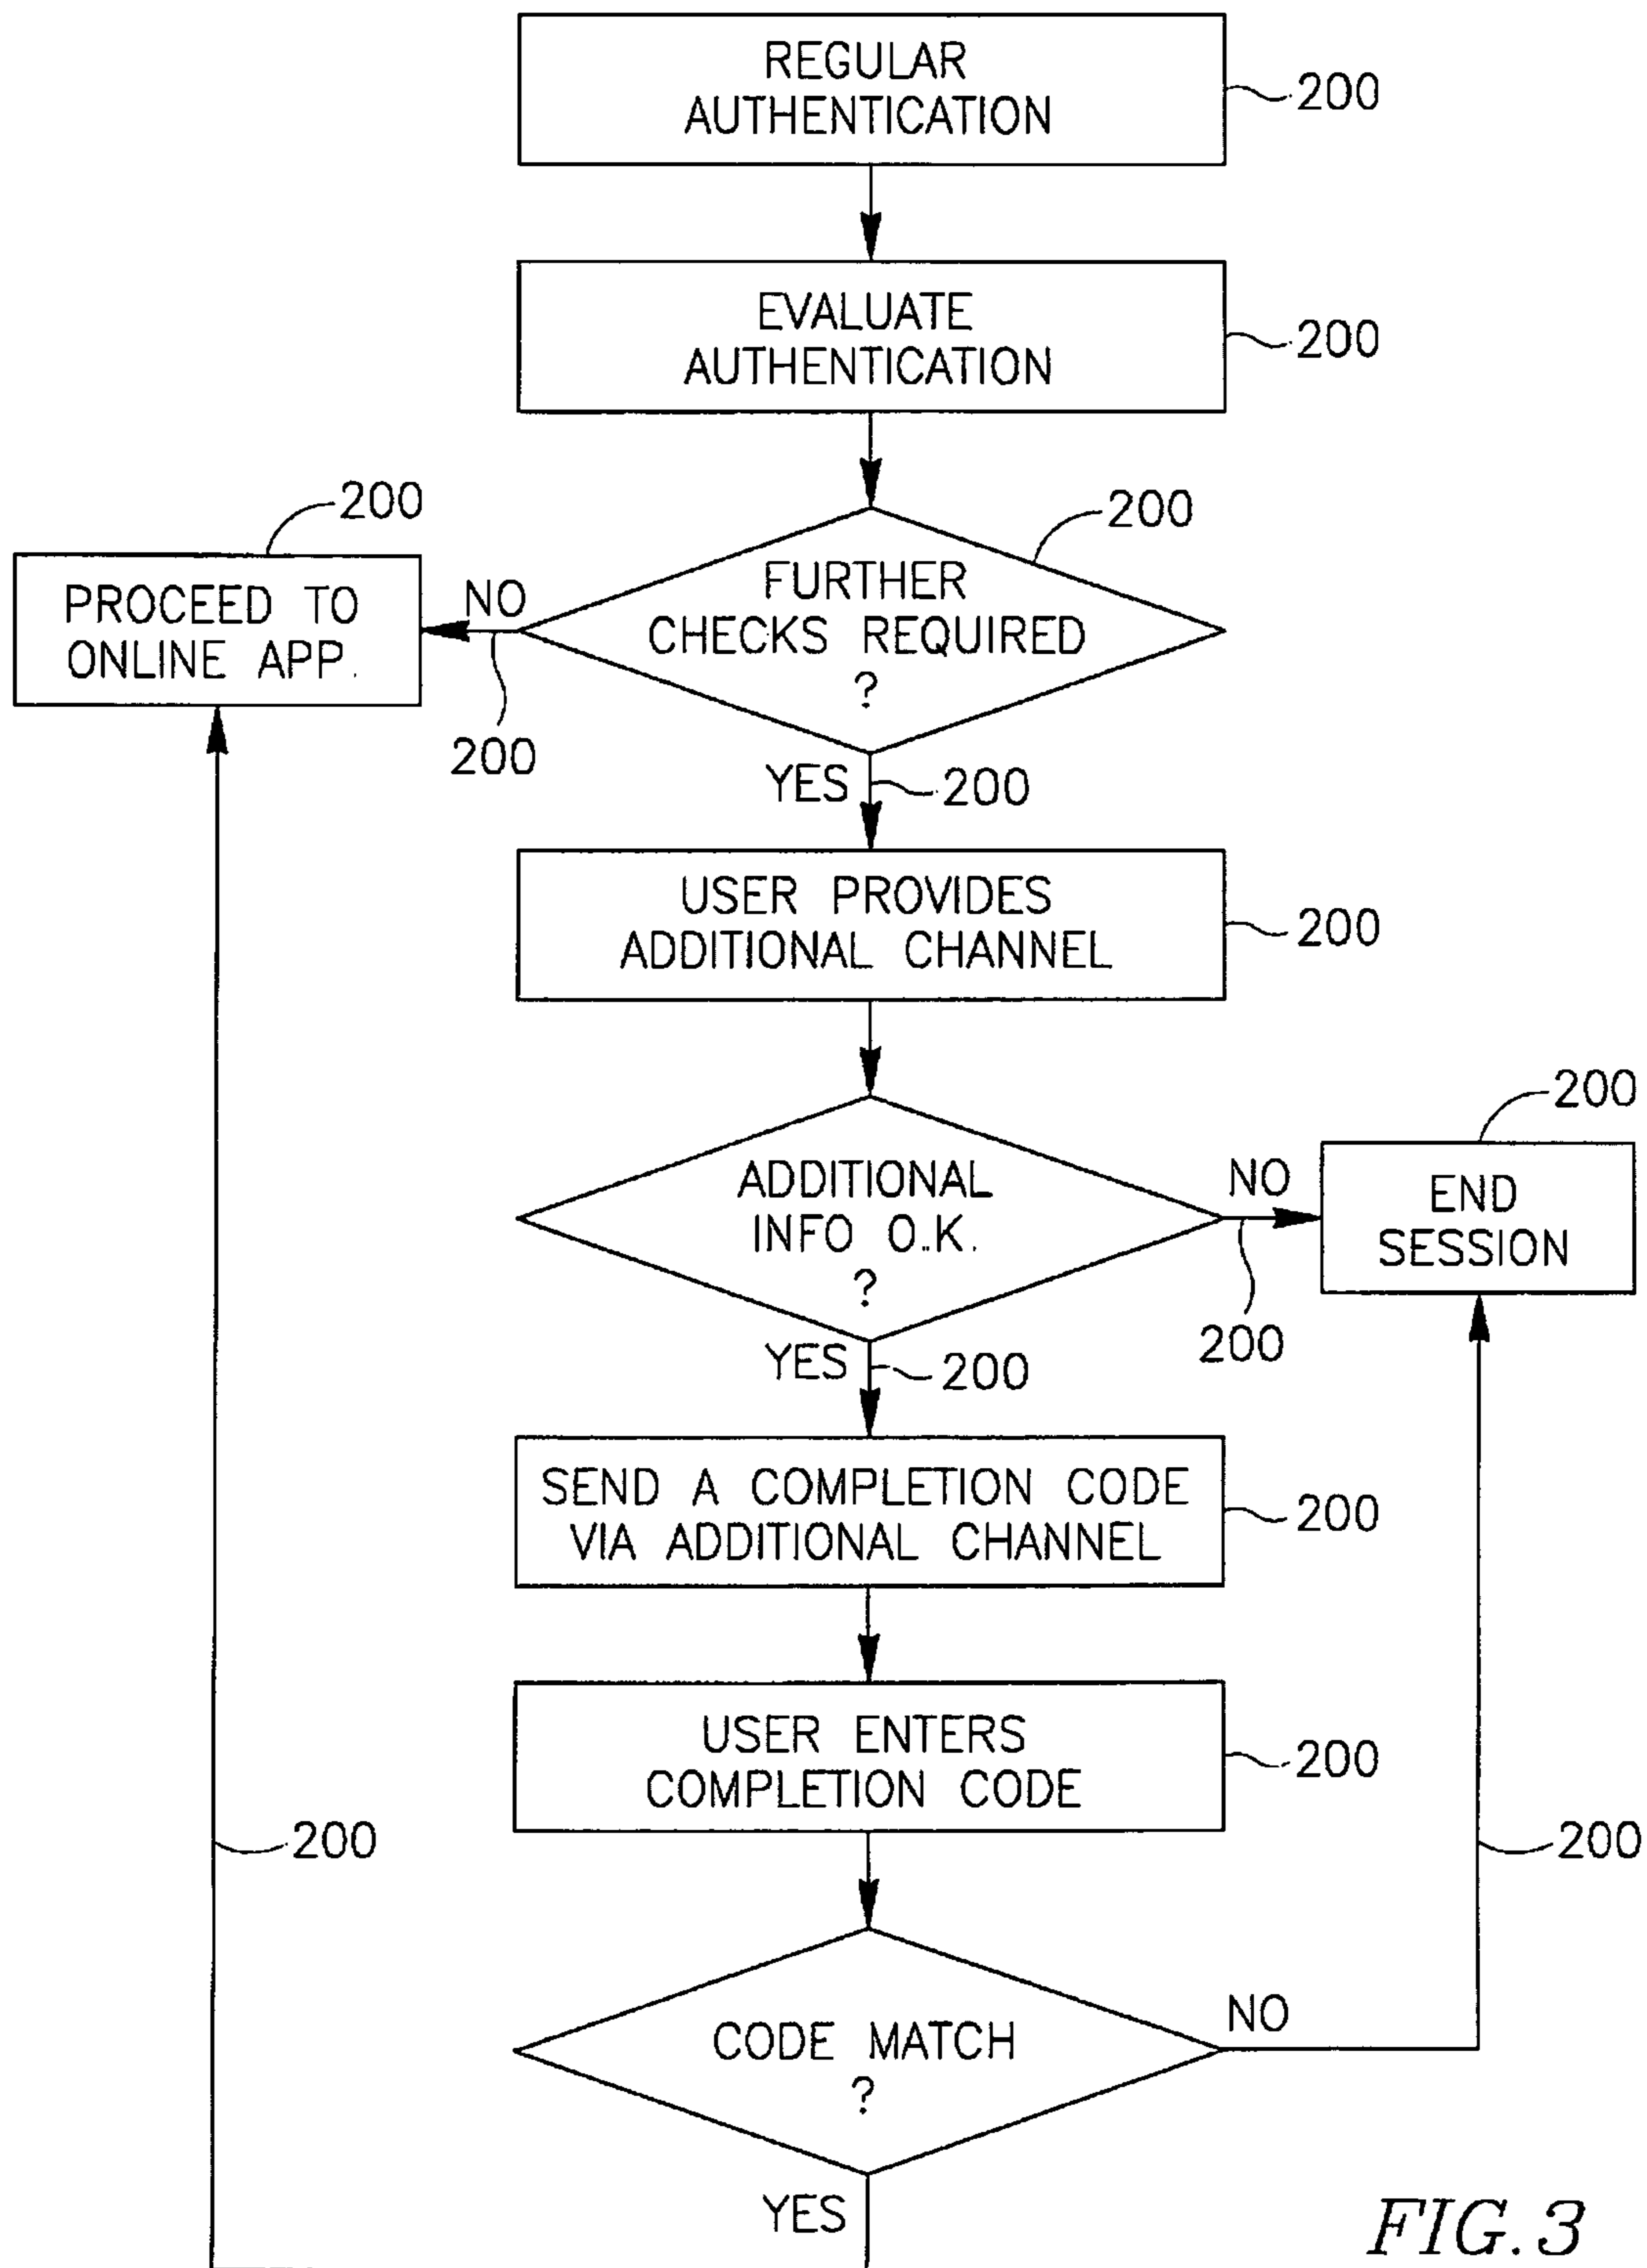 REGULAR
AUTHENTICATION
200
EVALUATE
AUTHENTICATION
200
200
200
FURTHER
CHECKS REQUIRED
?
PROCEED TO
ONLINE APP.
NO
200
YES
200
USER PROVIDES
ADDITIONAL CHANNEL
200
ADDITIONAL
INFO O..K.
?
NO
200
200
END
SESSION
YES
200
SEND A COMPLETION CODE
VIA ADDITIONAL CHANNEL
200
USER ENTERS
COMPLETION CODE
200
200
200
CODE MATCH
?
NO
YES
FIG.3